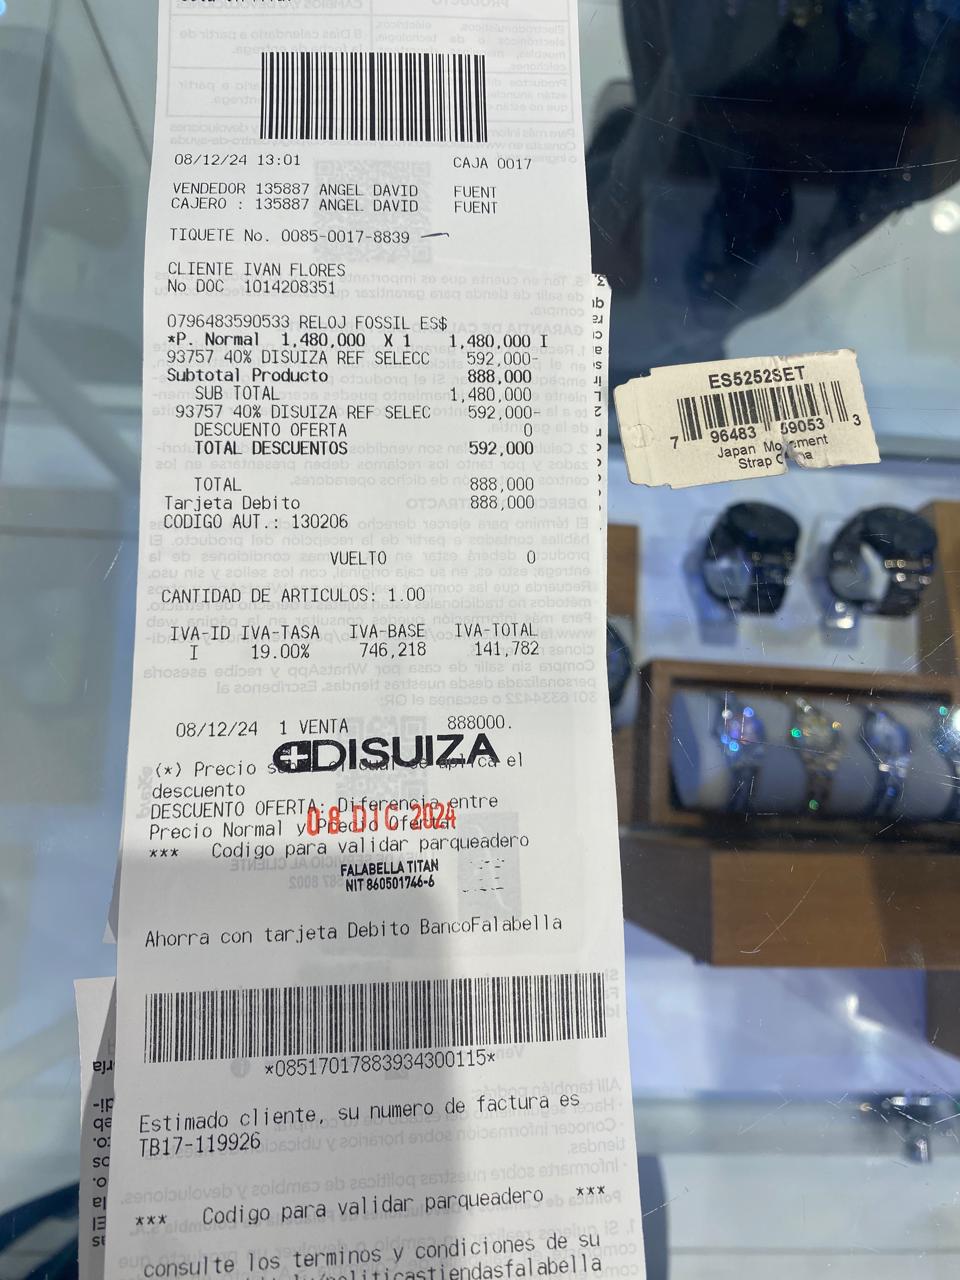 08/12/24 13:01 CAJA 0017
VENDEDOR 135887 ANGEL DAVID FUENT
CAJERO : 135887 ANGEL DAVID FUENT
TIQUETE No. 0085-0017-8839
CLIENTE IVAN FLORES
No DOC 1014208351
0796483590533 RELOJ FOSSIL ES$
*P. Normal 1,480,000 X 1 1,480,000 I
93757 40% DISUIZA REF SELECC 592,000-
Subtotal Producto 888,000
SUB TOTAL 1,480,000
93757 40% DISUIZA REF SELEC 592,000-
DESCUENTO OFERTA 0
TOTAL DESCUENTOS 592,000
TOTAL 888,000
Tarjeta Debito 888,000
CODIGO AUT.: 130206
VUELTO 0
CANTIDAD DE ARTICULOS: 1.00
IVA-ID IVA-TASA IVA-BASE IVA-TOTAL
I 19.00% 746,218 141,782
08/12/24 1 VENTA 888000.
DISUIZA
(*) Precio el
descuento
DESCUENTO OFERTA: Diferencia entre
08 DIC 2024
Precio Normal y Precio Oferta
*** Codigo para validar parqueadero
FALABELLA TITAN
NIT 860501746-6
Ahorra con tarjeta Debito BancoFalabella
*08517017883934300115*
Estimado cliente, su numero de factura es
TB17-119926
*** Codigo para validar parqueadero ***
consulte los terminos y condiciones de su
ES5252SET
7 96483 59053 3
Japan
Strap